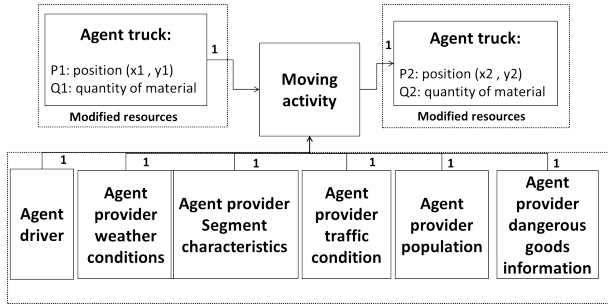 Agent truck:
P1: position (x1 , y1)
Q1: quantity of material
Modified resources
1
Moving
activity
1
Agent truck:
P2: position (x2 , y2)
Q2: quantity of material
Modified resources
1
1
1
1
1
1
Agent
driver
Agent
provider
weather
conditions
Agent provider
Segment
characteristics
Agent
provider
traffic
condition
Agent
provider
population
Agent
provider
dangerous
goods
information